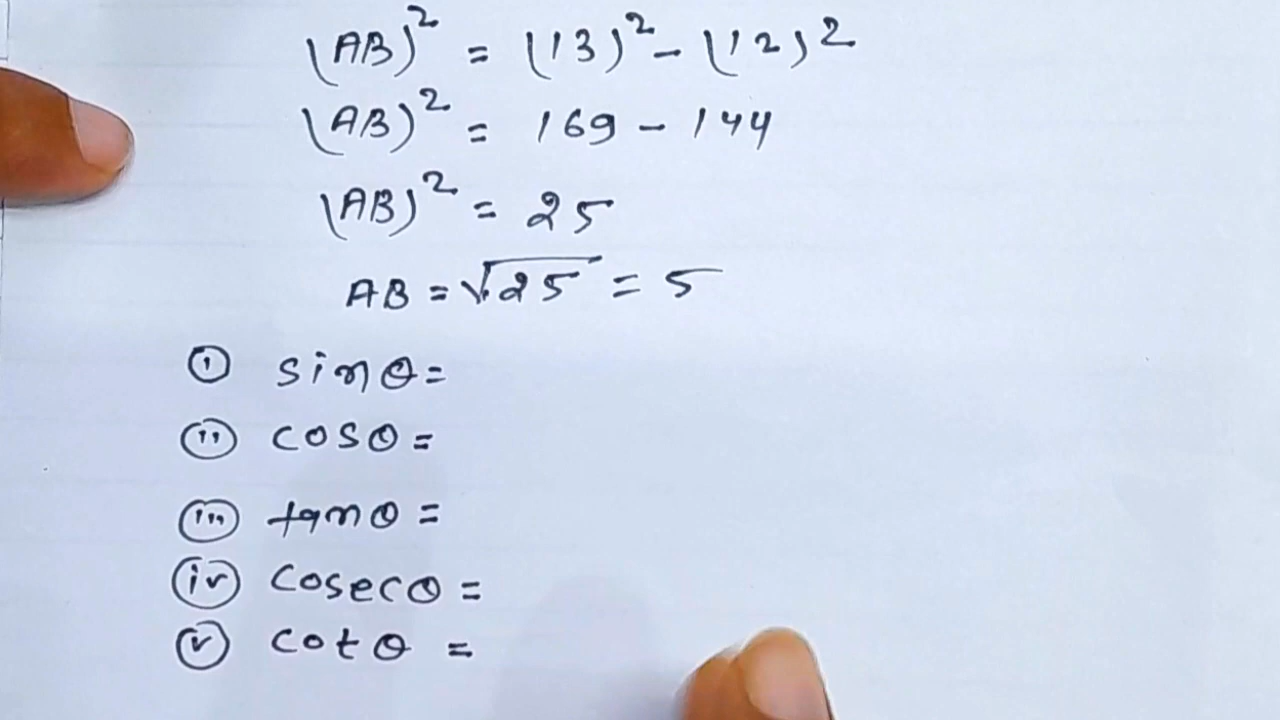 (AB)² = (13)² - (12)²
(AB)² = 169 - 144
(AB)² = 25
AB = √25 = 5
(i) sinθ=
(ii) cosθ=
(iii) tanθ=
(iv) cosecθ=
(v) cotθ =